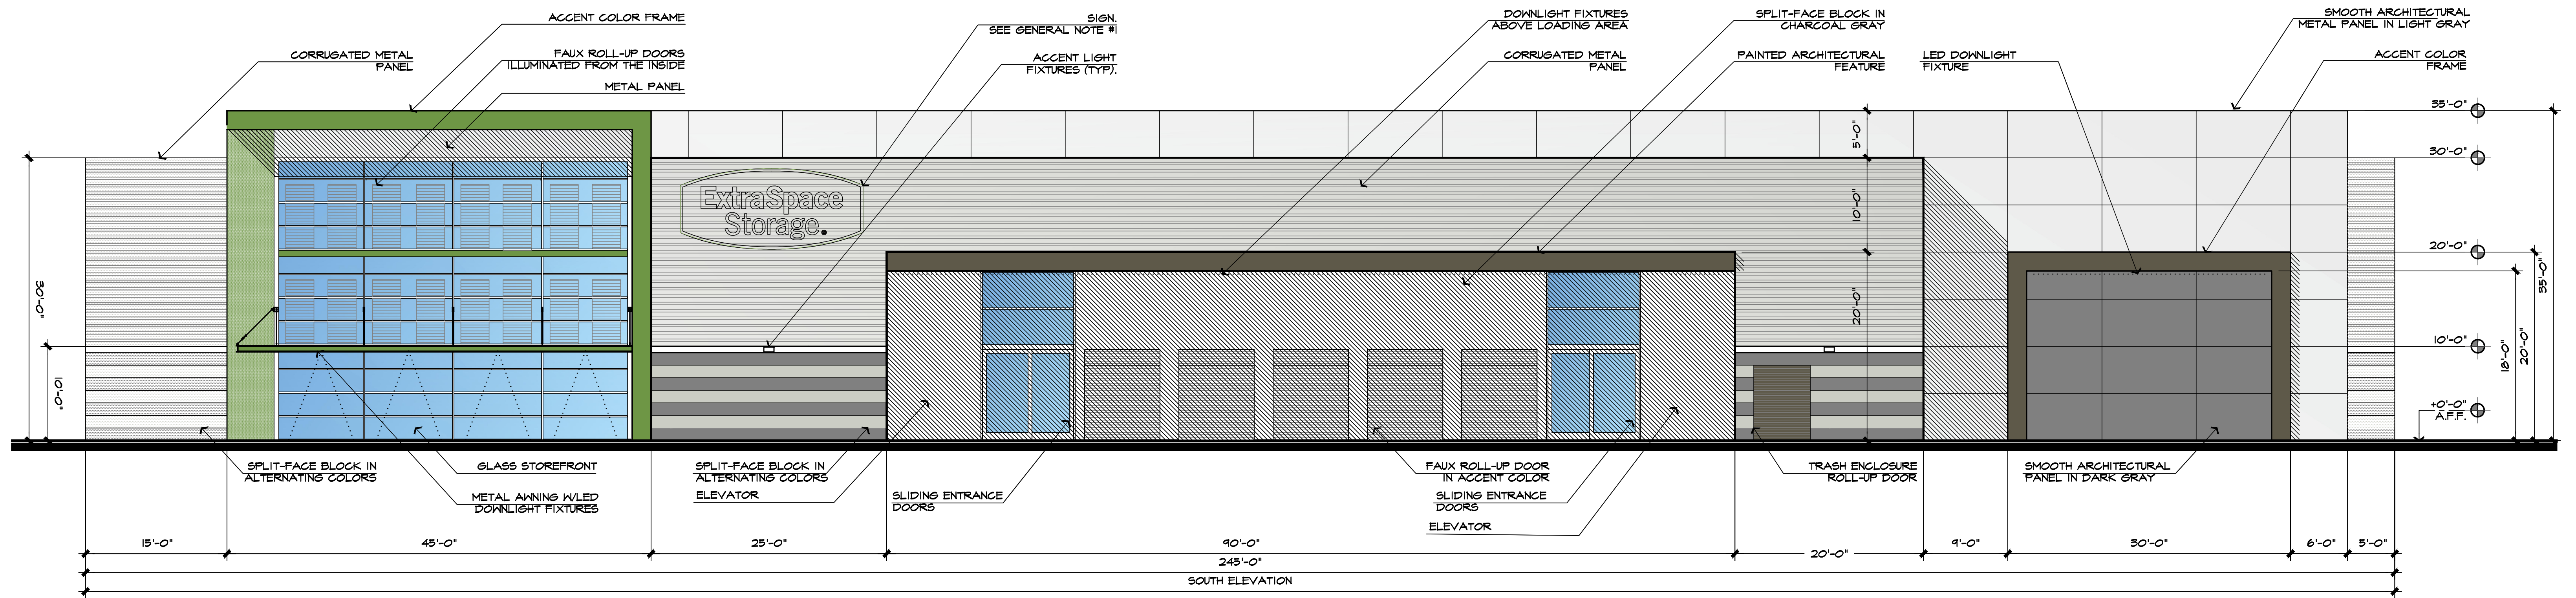 ACCENT COLOR FRAME
CORRUGATED METAL
PANEL
FAUX ROLL-UP DOORS
ILLUMINATED FROM THE INSIDE
METAL PANEL
SIGN.
SEE GENERAL NOTE #1
ACCENT LIGHT
FIXTURES (TYP).
DOWNLIGHT FIXTURES
ABOVE LOADING AREA
CORRUGATED METAL
PANEL
SPLIT-FACE BLOCK IN
CHARCOAL GRAY
PAINTED ARCHITECTURAL
FEATURE
LED DOWNLIGHT
FIXTURE
SMOOTH ARCHITECTURAL
METAL PANEL IN LIGHT GRAY
ACCENT COLOR
FRAME
35'-0"
30'-0"
20'-0"
10'-0"
+0'-0"
A.F.F.
35'-0"
20'-0"
18'-0"
5'-0"
10'-0"
20'-0"
30'-0"
10'-0"
ExtraSpace
Storage.
SPLIT-FACE BLOCK IN
ALTERNATING COLORS
GLASS STOREFRONT
METAL AWNING W/LED
DOWNLIGHT FIXTURES
SPLIT-FACE BLOCK IN
ALTERNATING COLORS
ELEVATOR
SLIDING ENTRANCE
DOORS
FAUX ROLL-UP DOOR
IN ACCENT COLOR
SLIDING ENTRANCE
DOORS
ELEVATOR
TRASH ENCLOSURE
ROLL-UP DOOR
SMOOTH ARCHITECTURAL
PANEL IN DARK GRAY
15'-0"
45'-0"
25'-0"
90'-0"
20'-0"
9'-0"
30'-0"
6'-0"
5'-0"
245'-0"
SOUTH ELEVATION